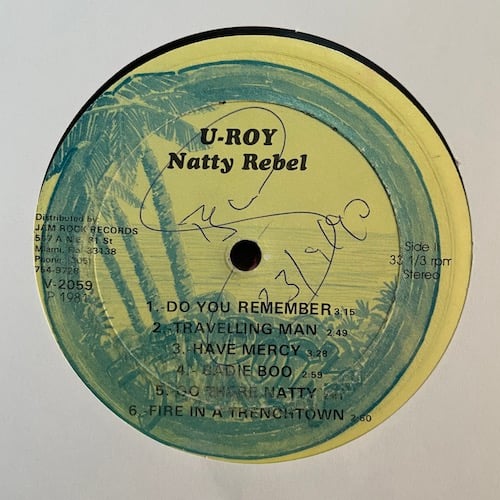 U-ROY
Natty Rebel
Distributed by:
JAM ROCK RECORDS
Miami, Fla 33138
Phone: (305)
754-9728
V-2059
Side I
33 1/3 rpm
Stereo
1.-DO YOU REMEMBER 3:15
2.-TRAVELLING MAN 2:49
3.-HAVE MERCY 3:28
4.- BADIE BOO 2:59
5.-GO THERE NATTY
6.-FIRE IN A TRENCHTOWN 2:60